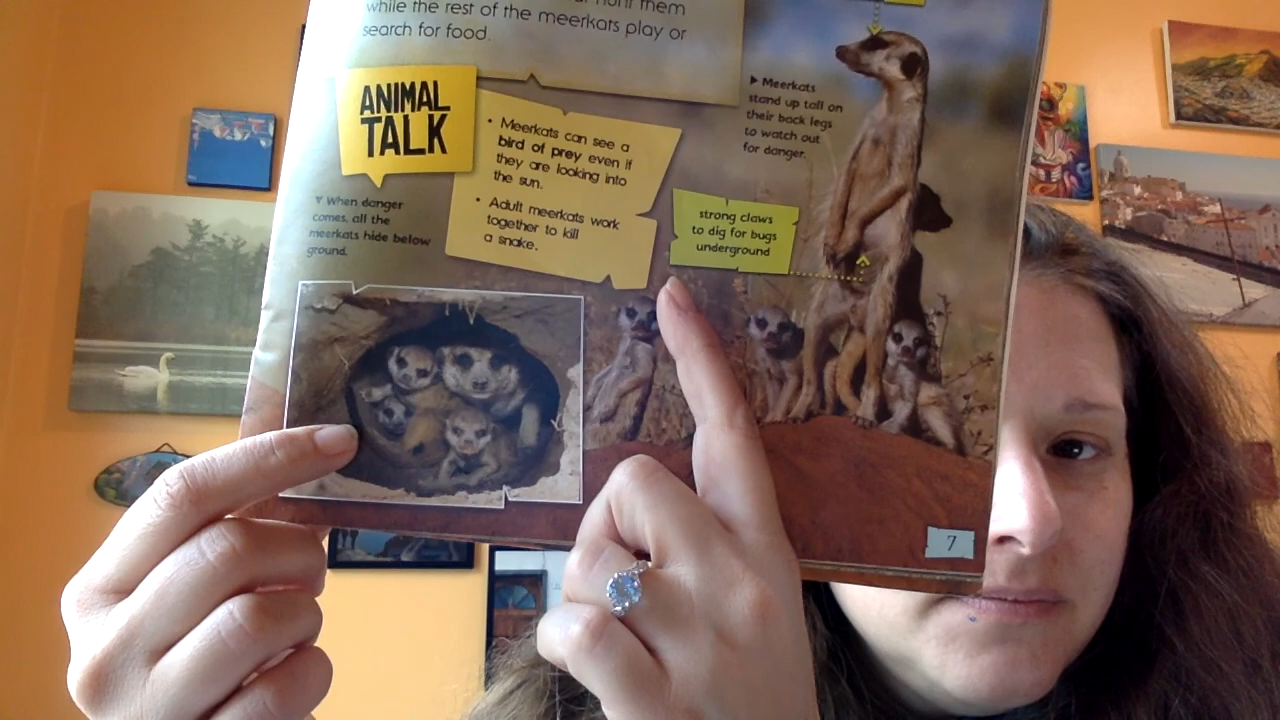 while the rest of the meerkats play or
search for food.
ANIMAL
TALK
• Meerkats can see a
bird of prey even if
they are looking into
the sun.
• Adult meerkats work
together to kill
a snake.
▼ When danger
comes, all the
meerkats hide below
ground.
▶ Meerkats
stand up tall on
their back legs
to watch out
for danger.
strong claws
to dig for bugs
underground
7